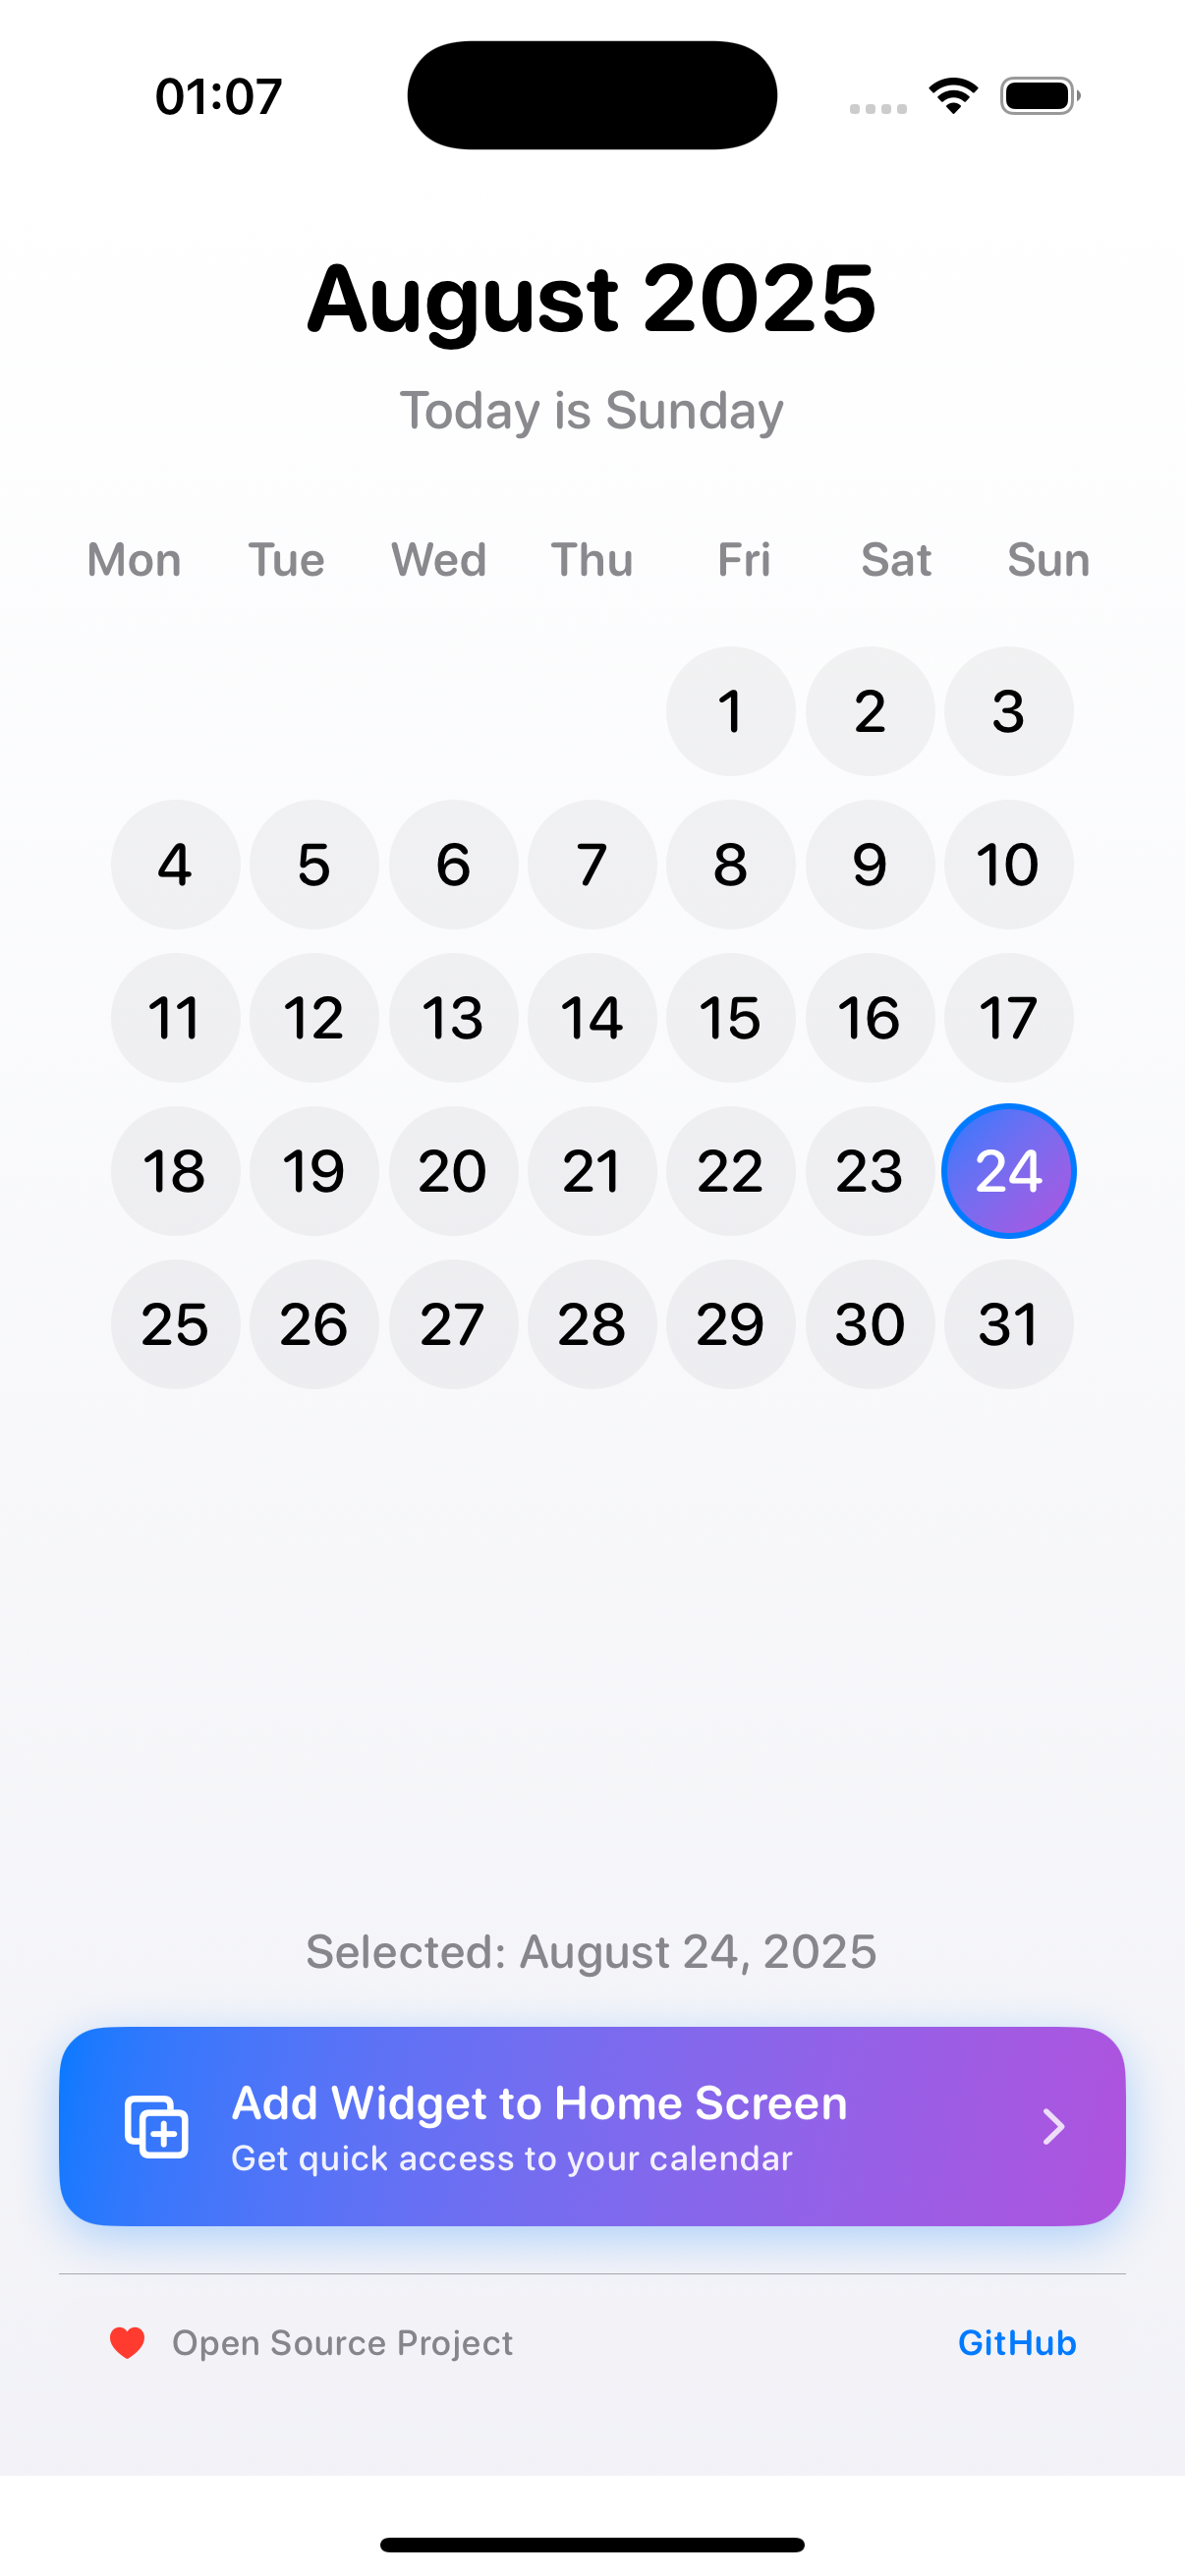 01:07
August 2025
Today is Sunday
Mon Tue Wed Thu Fri Sat Sun
1 2 3
4 5 6 7 8 9 10
11 12 13 14 15 16 17
18 19 20 21 22 23 24
25 26 27 28 29 30 31
Selected: August 24, 2025
Add Widget to Home Screen
Get quick access to your calendar
Open Source Project GitHub